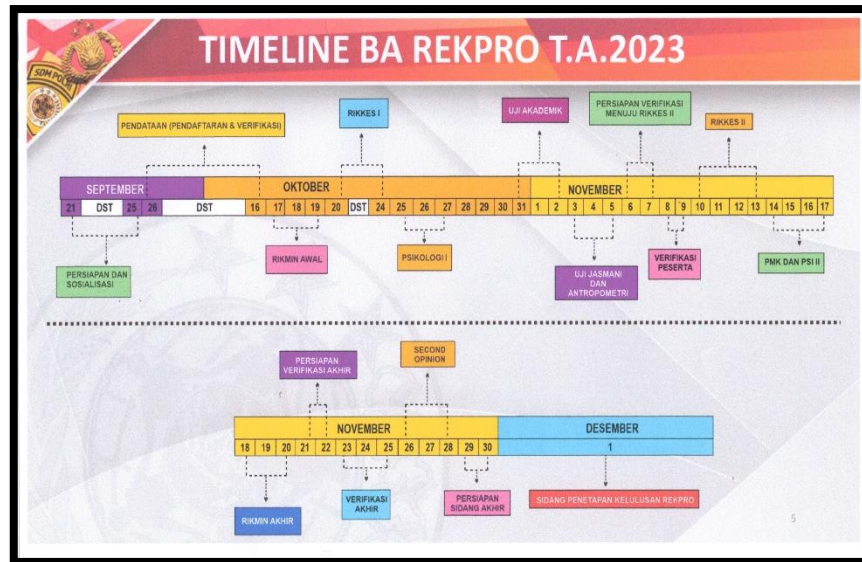 SDM POLRI
TIMELINE BA REKPRO T.A.2023
PENDATAAN (PENDAFTARAN & VERIFIKASI)
RIKKES I
UJI AKADEMIK
PERSIAPAN VERIFIKASI
MENUJU RIKKES II
RIKKES II
SEPTEMBER OKTOBER NOVEMBER
21 DST 25 26 DST 16 17 18 19 20 DST 24 25 26 27 28 29 30 31 1 2 3 4 5 6 7 8 9 10 11 12 13 14 15 16 17
PERSIAPAN DAN
SOSIALISASI
RIKMIN AWAL
PSIKOLOGI I
UJI JASMANI
DAN
ANTROPOMETRI
VERIFIKASI
PESERTA
PMK DAN PSI II
PERSIAPAN
VERIFIKASI AKHIR
SECOND
OPINION
NOVEMBER DESEMBER
18 19 20 21 22 23 24 25 26 27 28 29 30 1
RIKMIN AKHIR
VERIFIKASI
AKHIR
PERSIAPAN
SIDANG AKHIR
SIDANG PENETAPAN KELULUSAN REKPRO
5